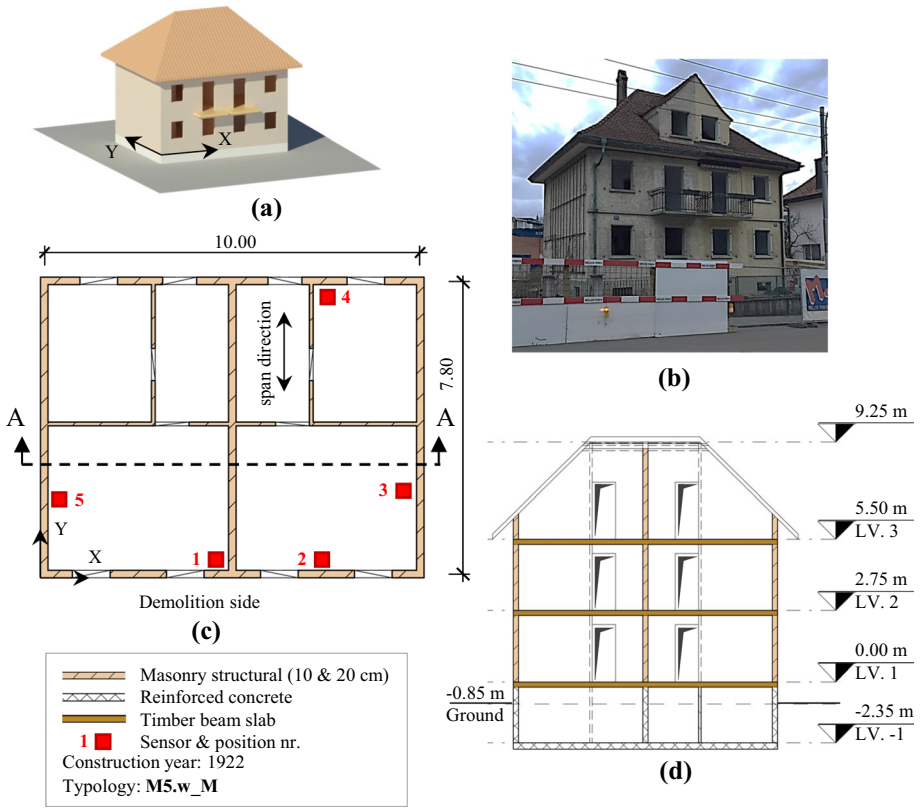 Y
X
(a)
(b)
10.00
4
span direction
7.80
A
A
3
5
Y
X
1
2
Demolition side
(c)
Masonry structural (10 & 20 cm)
Reinforced concrete
Timber beam slab
1 Sensor & position nr.
Construction year: 1922
Typology: M5.w_M
9.25 m
5.50 m
LV. 3
2.75 m
LV. 2
0.00 m
LV. 1
-0.85 m
Ground
-2.35 m
LV. -1
(d)